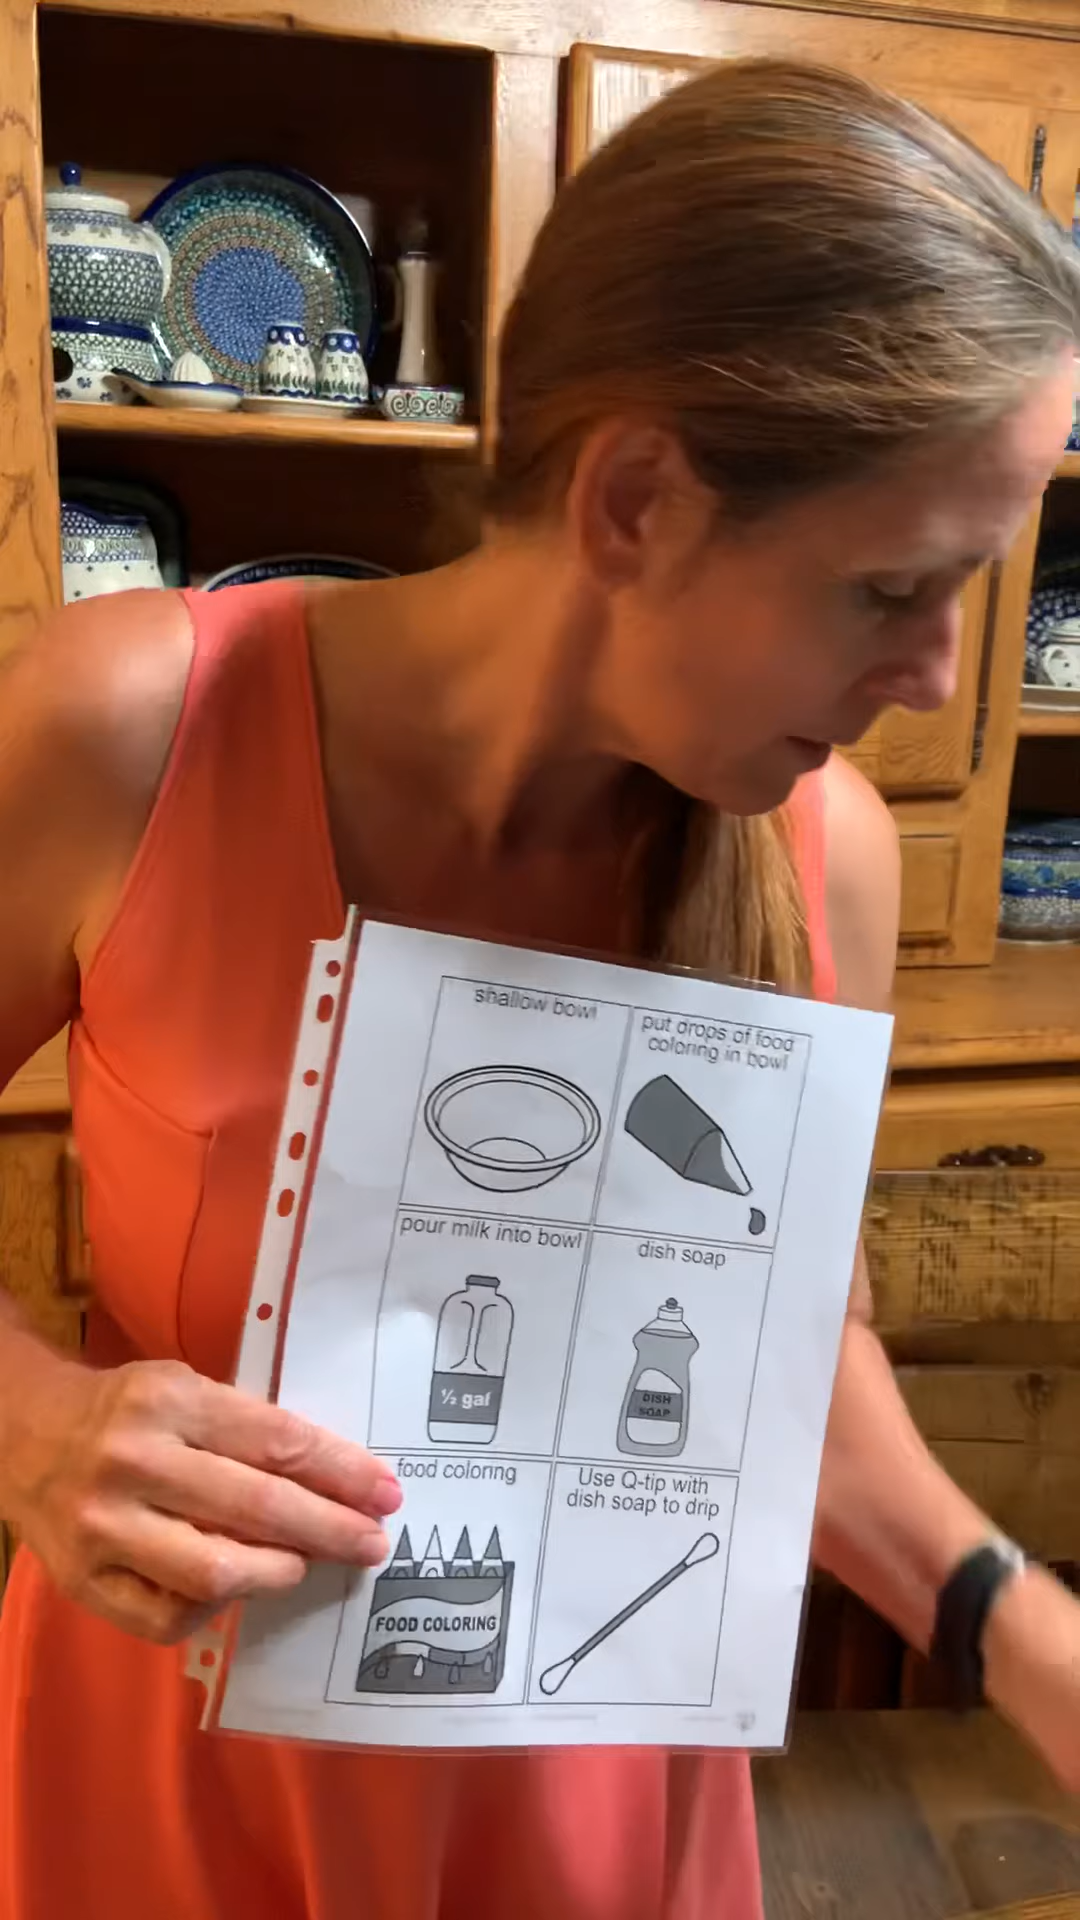 shallow bowl
put drops of food
coloring in bowl
pour milk into bowl
½ gal
dish soap
DISH
SOAP
food coloring
FOOD COLORING
Use Q-tip with
dish soap to drip